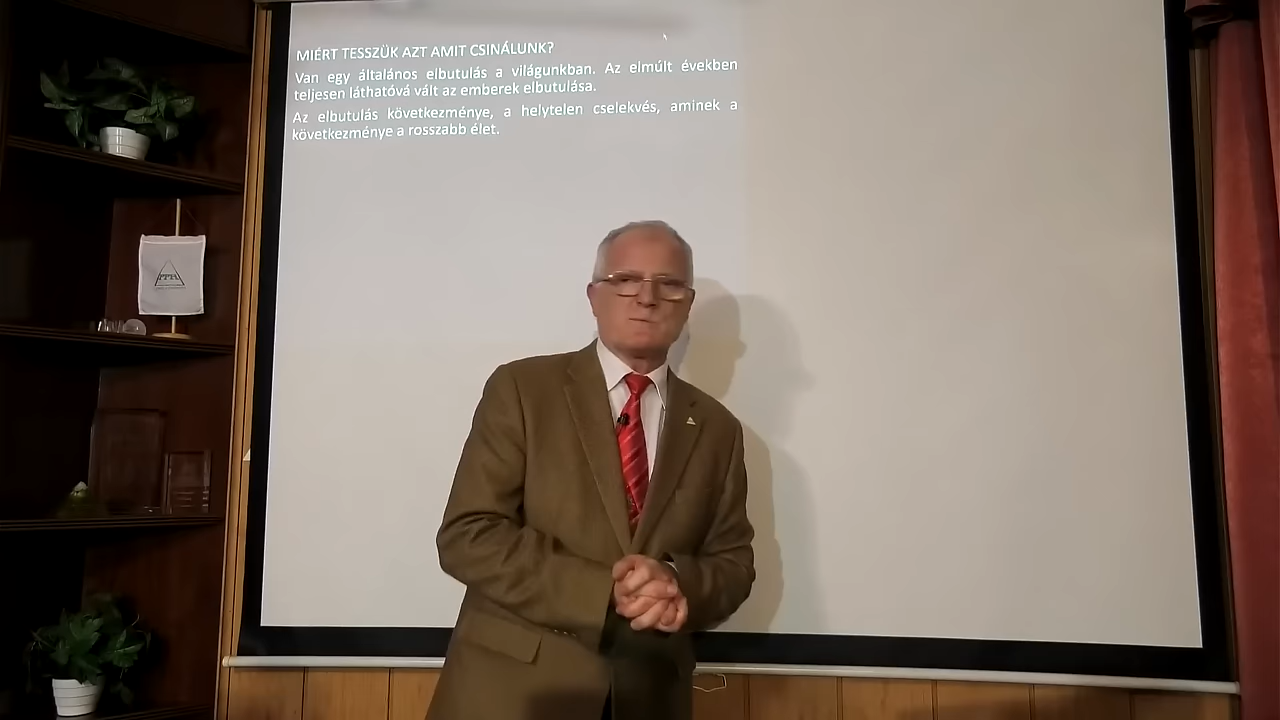 MIÉRT TESSZÜK AZT AMIT CSINÁLUNK?
Van egy általános elbutulás a világunkban. Az elmúlt években
teljesen láthatóvá vált az emberek elbutulása.
Az elbutulás következménye, a helytelen cselekvés, aminek a
következménye a rosszabb élet.